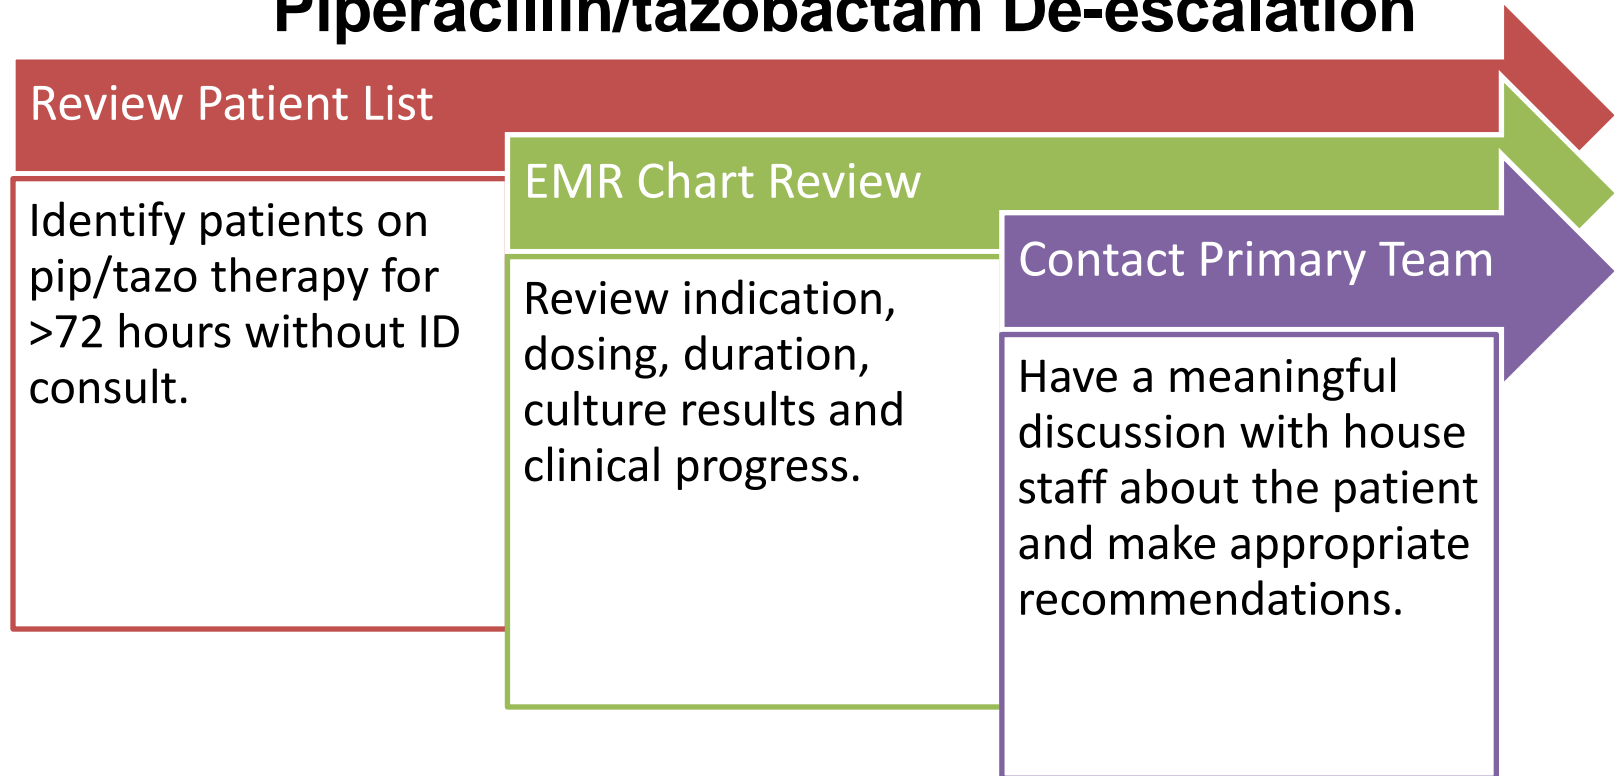 Piperacillin/tazobactam De-escalation
Review Patient List
Identify patients on
pip/tazo therapy for
>72 hours without ID
consult.
EMR Chart Review
Review indication,
dosing, duration,
culture results and
clinical progress.
Contact Primary Team
Have a meaningful
discussion with house
staff about the patient
and make appropriate
recommendations.